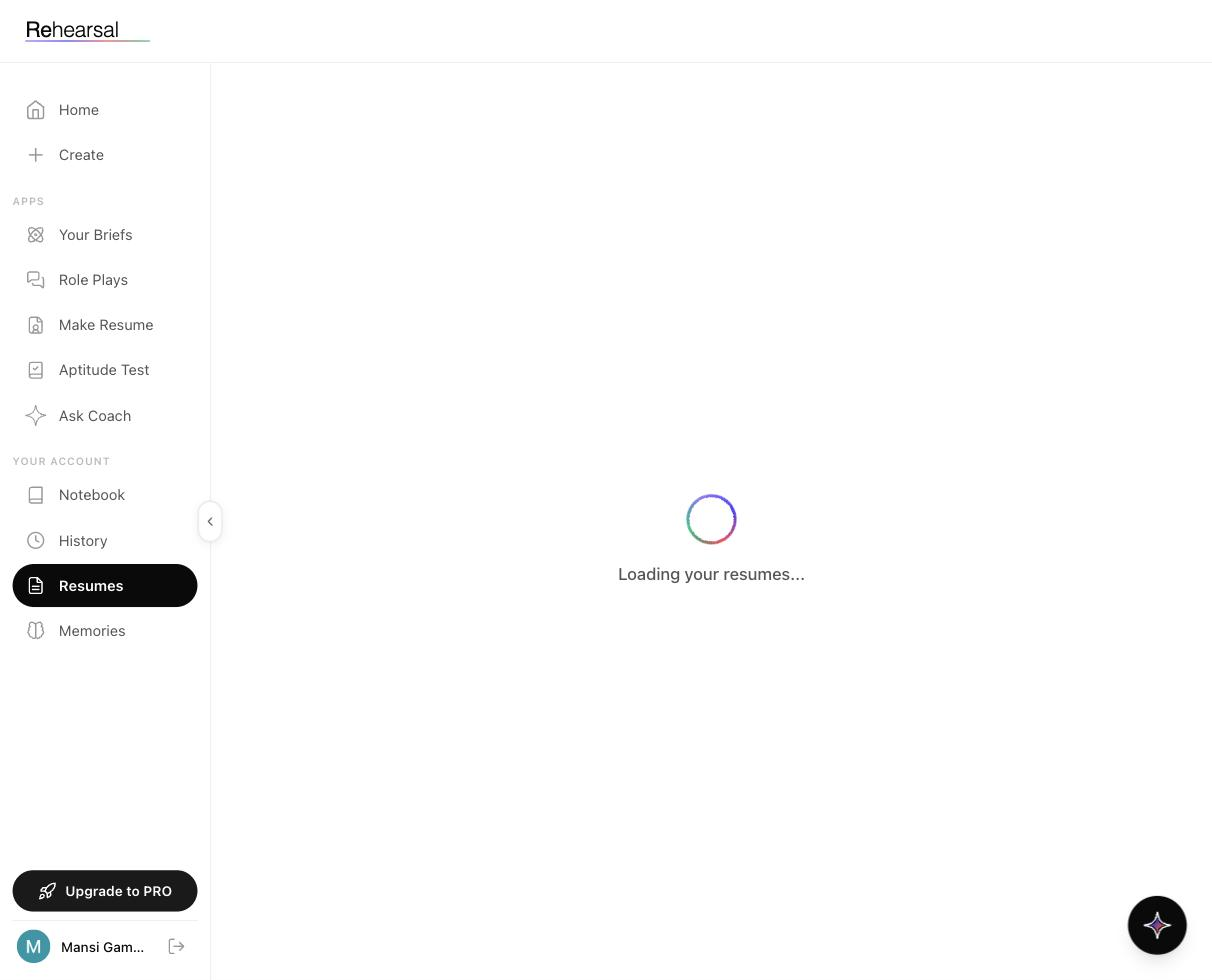 Rehearsal
Home
Create
APPS
Your Briefs
Role Plays
Make Resume
Aptitude Test
Ask Coach
YOUR ACCOUNT
Notebook
History
Resumes
Memories
Loading your resumes...
Upgrade to PRO
M
Mansi Gam...